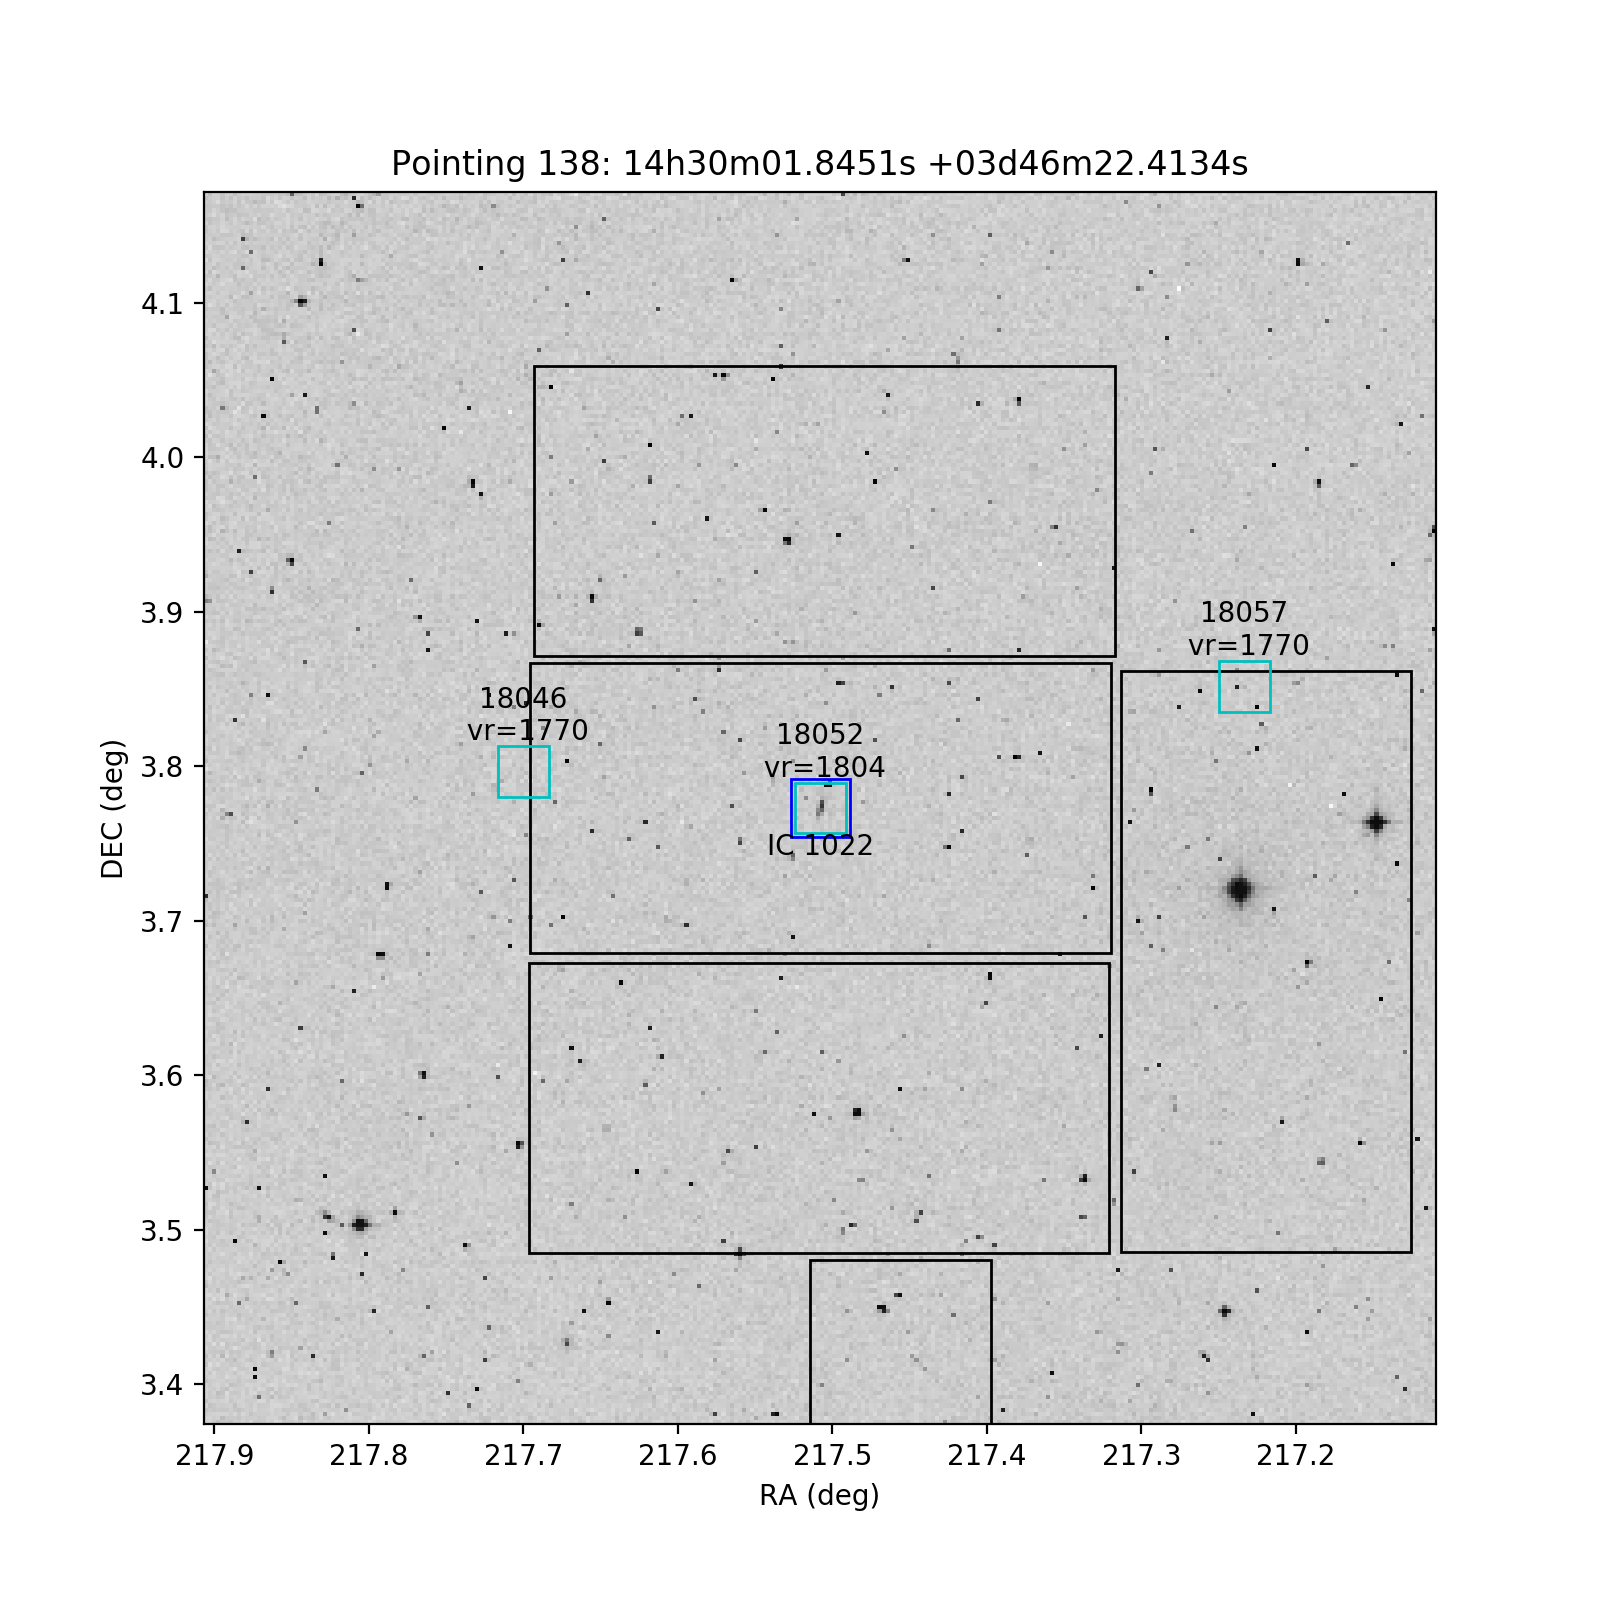 Pointing 138: 14h30m01.8451s +03d46m22.4134s
4.1
4.0
3.9
3.8
3.7
3.6
3.5
3.4
DEC (deg)
18057
vr=1770
18046
vr=1770
18052
vr=1804
IC 1022
217.9 217.8 217.7 217.6 217.5 217.4 217.3 217.2
RA (deg)